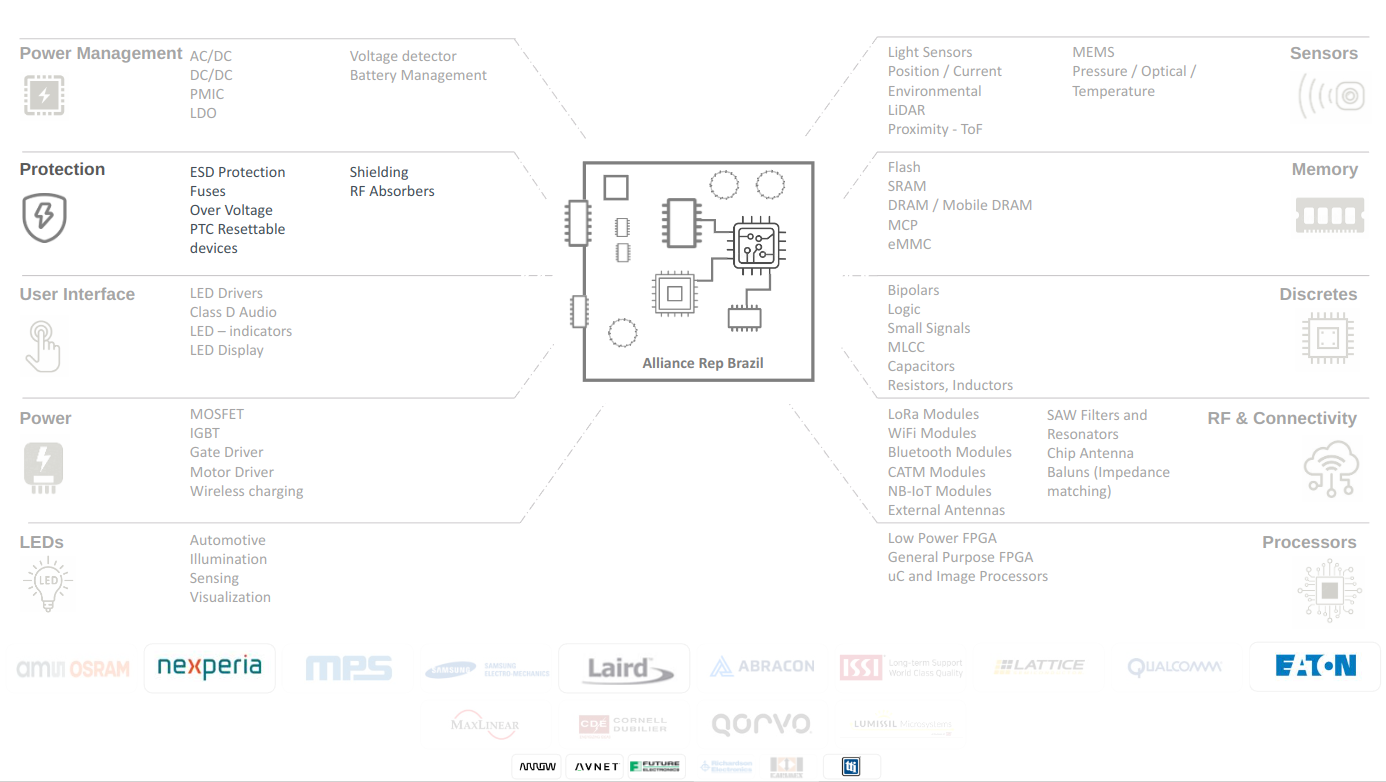 Power Management
AC/DC
DC/DC
PMIC
LDO
Voltage detector
Battery Management
Protection
ESD Protection
Fuses
Over Voltage
PTC Resettable
devices
Shielding
RF Absorbers
User Interface
LED Drivers
Class D Audio
LED – indicators
LED Display
Power
MOSFET
IGBT
Gate Driver
Motor Driver
Wireless charging
LEDs
LED
Automotive
Illumination
Sensing
Visualization
Alliance Rep Brazil
Light Sensors
Position / Current
Environmental
LiDAR
Proximity - ToF
MEMS
Pressure / Optical /
Temperature
Sensors
Flash
SRAM
DRAM / Mobile DRAM
MCP
eMMC
Memory
Bipolars
Logic
Small Signals
MLCC
Capacitors
Resistors, Inductors
Discretes
LoRa Modules
WiFi Modules
Bluetooth Modules
CATM Modules
NB-IoT Modules
External Antennas
SAW Filters and
Resonators
Chip Antenna
Baluns (Impedance
matching)
RF & Connectivity
Low Power FPGA
General Purpose FPGA
uC and Image Processors
Processors
amu OSRAM
nexperia
mps
SAMSUNG
SAMSUNG
ELECTRO-MECHANICS
Laird
ABRACON
ISSI
Long-term Support
World Class Quality
LATTICE
QUALCOMM
EATON
MAXLINEAR
CDE
CORNELL
DUBILIER
QORVO
LUMISSIL Microsystems
ARROW
AVNET
F FUTURE
ELECTRONICS
Richardson
Electronics
tti